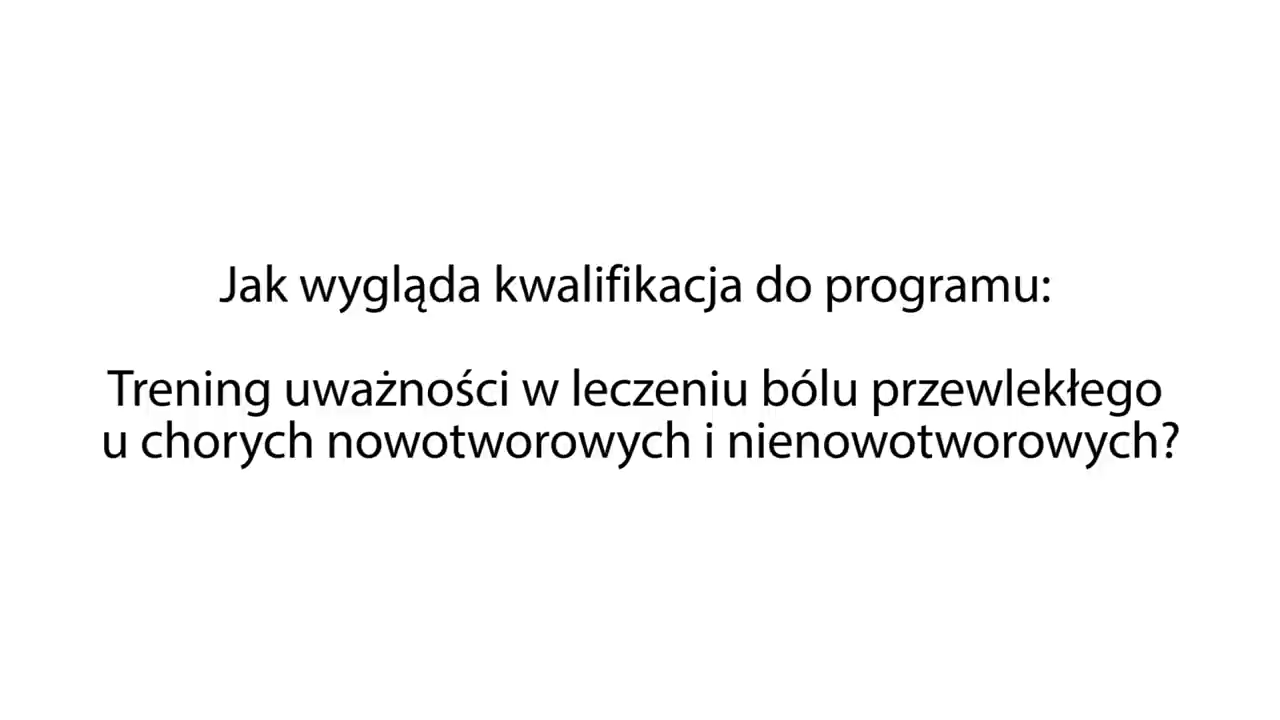 Jak wygląda kwalifikacja do programu:
Trening uważności w leczeniu bólu przewlekłego
u chorych nowotworowych i nienowotworowych?